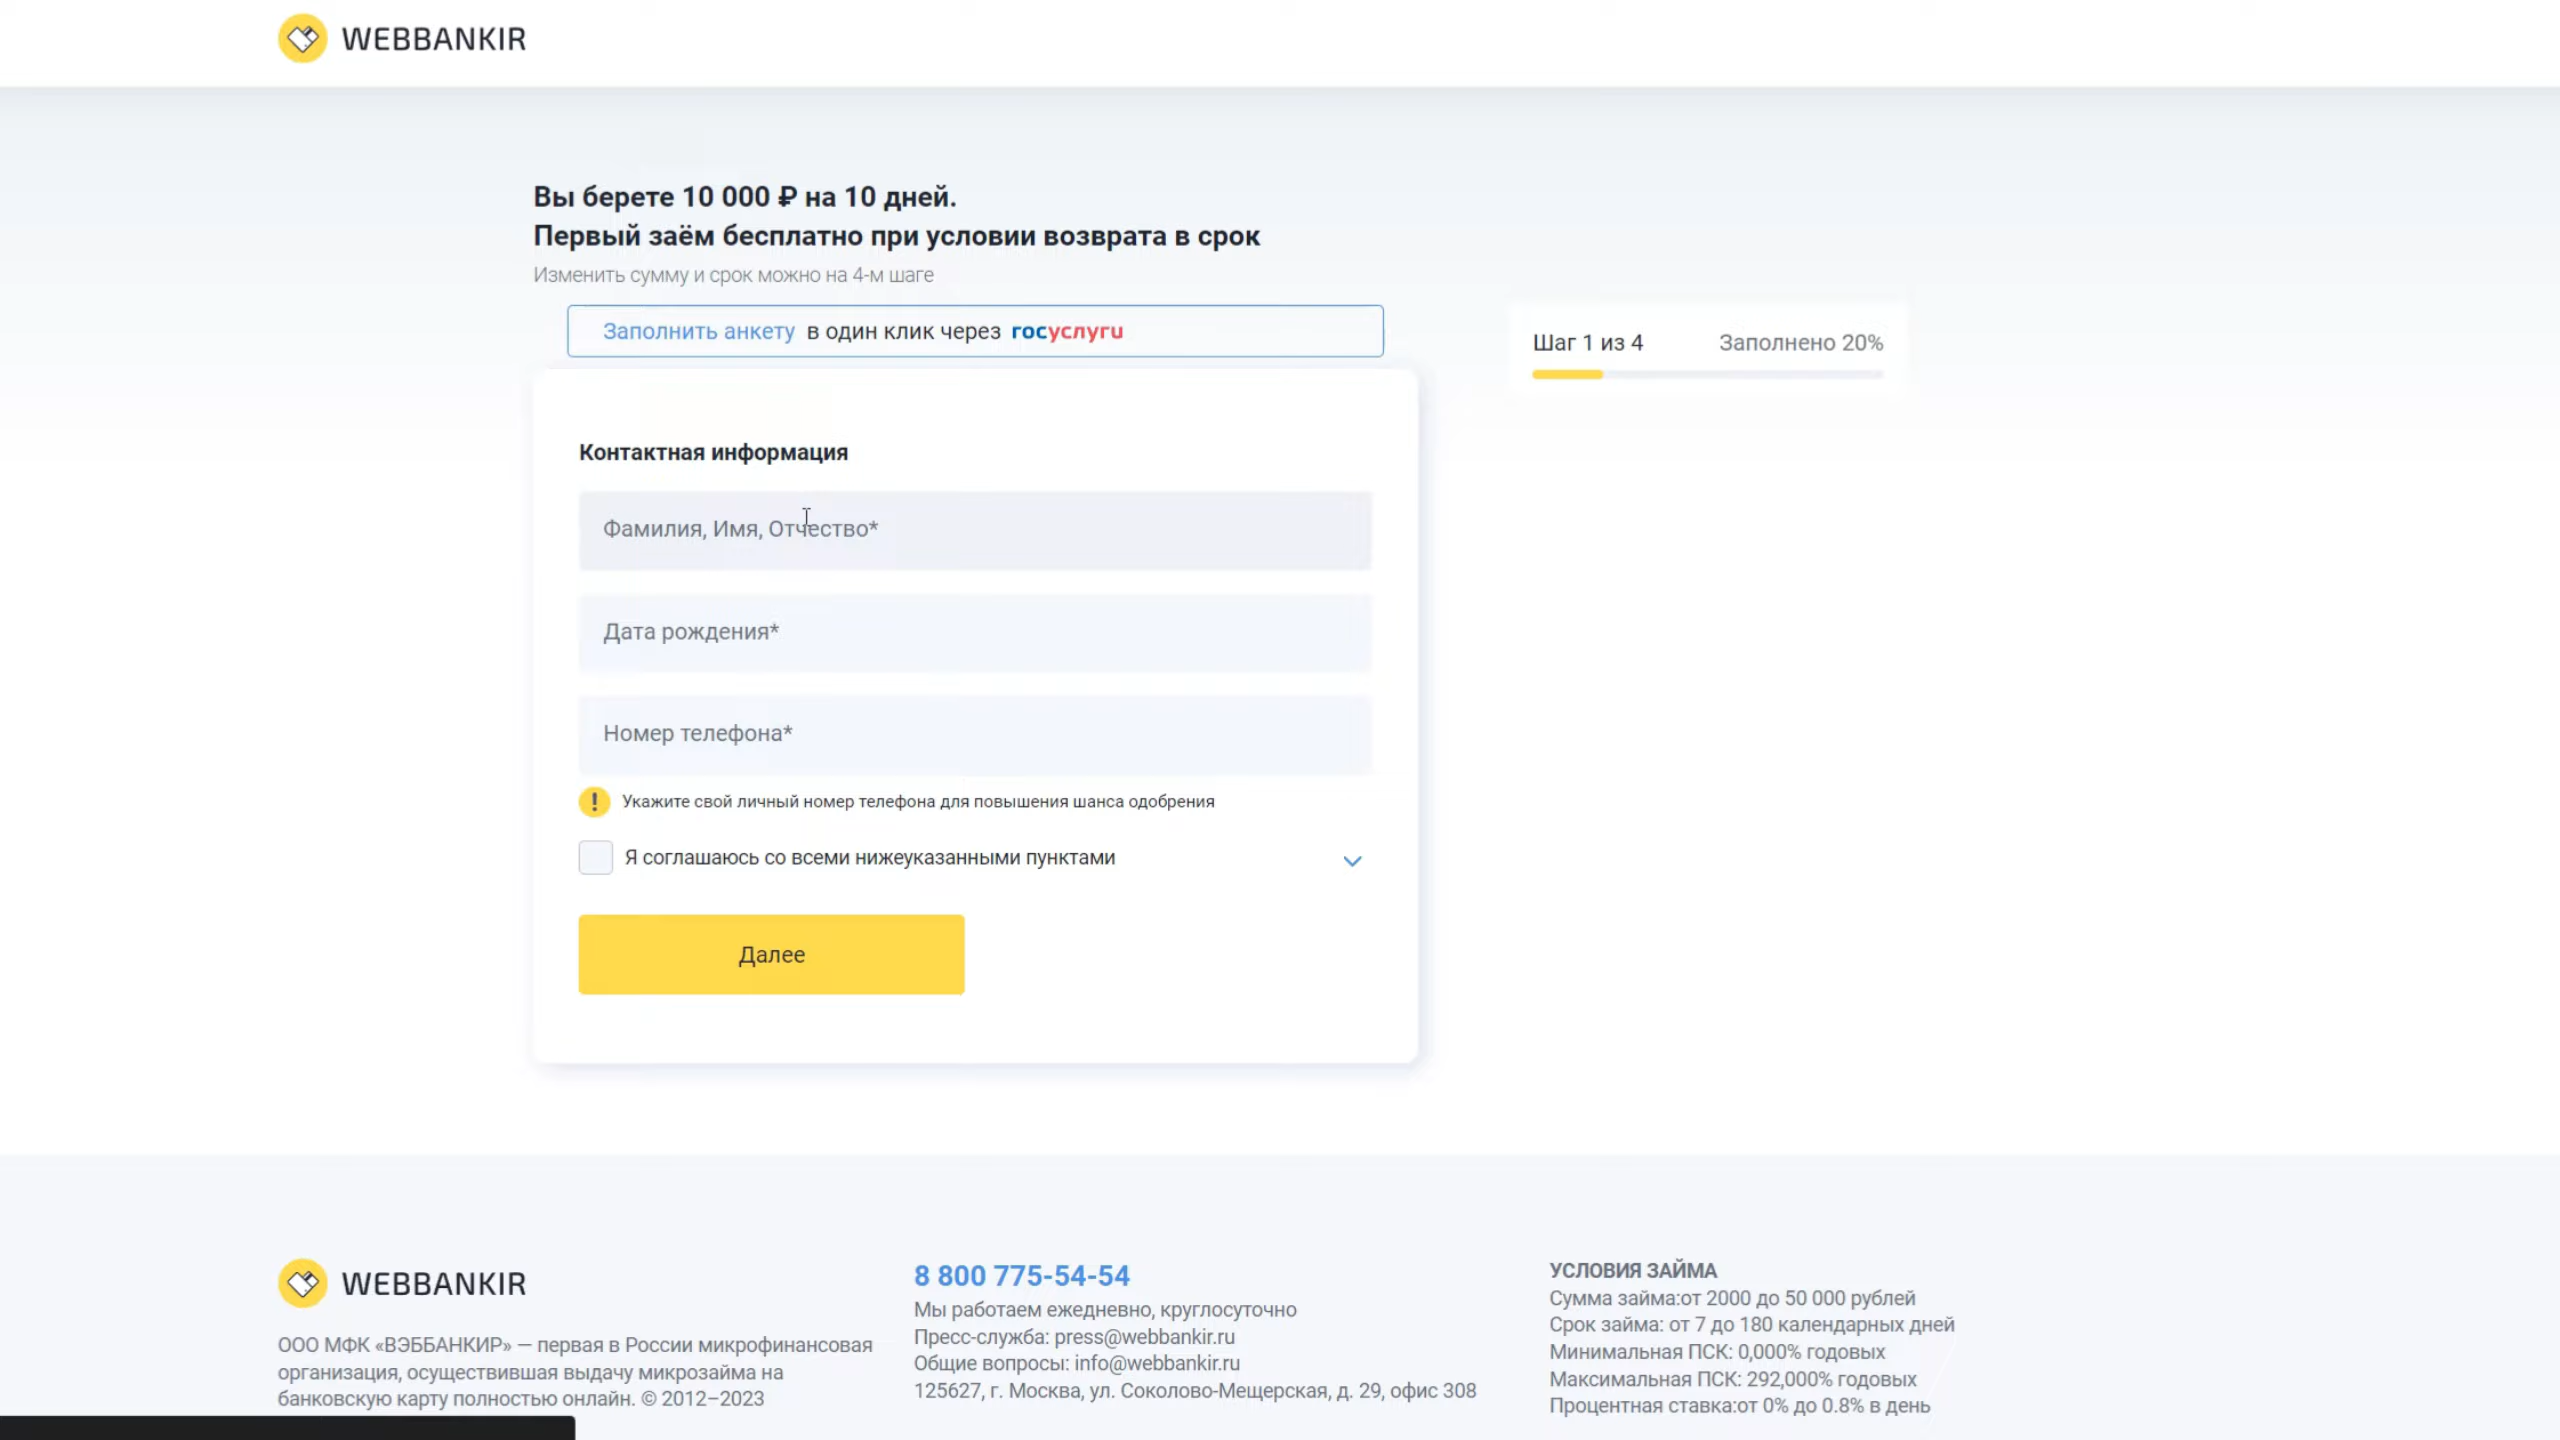 WEBBANKIR
Вы берете 10 000 ₽ на 10 дней.
Первый заём бесплатно при условии возврата в срок
Изменить сумму и срок можно на 4-м шаге
Заполнить анкету в один клик через госуслуги
Шаг 1 из 4 Заполнено 20%
Контактная информация
Фамилия, Имя, Отчество*
Дата рождения*
Номер телефона*
! Укажите свой личный номер телефона для повышения шанса одобрения
Я соглашаюсь со всеми нижеуказанными пунктами
Далее
WEBBANKIR
ООО МФК «ВЭББАНКИР» — первая в России микрофинансовая
организация, осуществившая выдачу микрозайма на
банковскую карту полностью онлайн. © 2012–2023
8 800 775-54-54
Мы работаем ежедневно, круглосуточно
Пресс-служба: press@webbankir.ru
Общие вопросы: info@webbankir.ru
125627, г. Москва, ул. Соколово-Мещерская, д. 29, офис 308
УСЛОВИЯ ЗАЙМА
Сумма займа:от 2000 до 50 000 рублей
Срок займа: от 7 до 180 календарных дней
Минимальная ПСК: 0,000% годовых
Максимальная ПСК: 292,000% годовых
Процентная ставка:от 0% до 0.8% в день